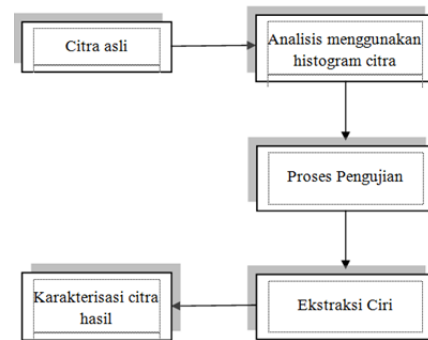 Citra asli
Analisis menggunakan
histogram citra
Proses Pengujian
Ekstraksi Ciri
Karakterisasi citra
hasil